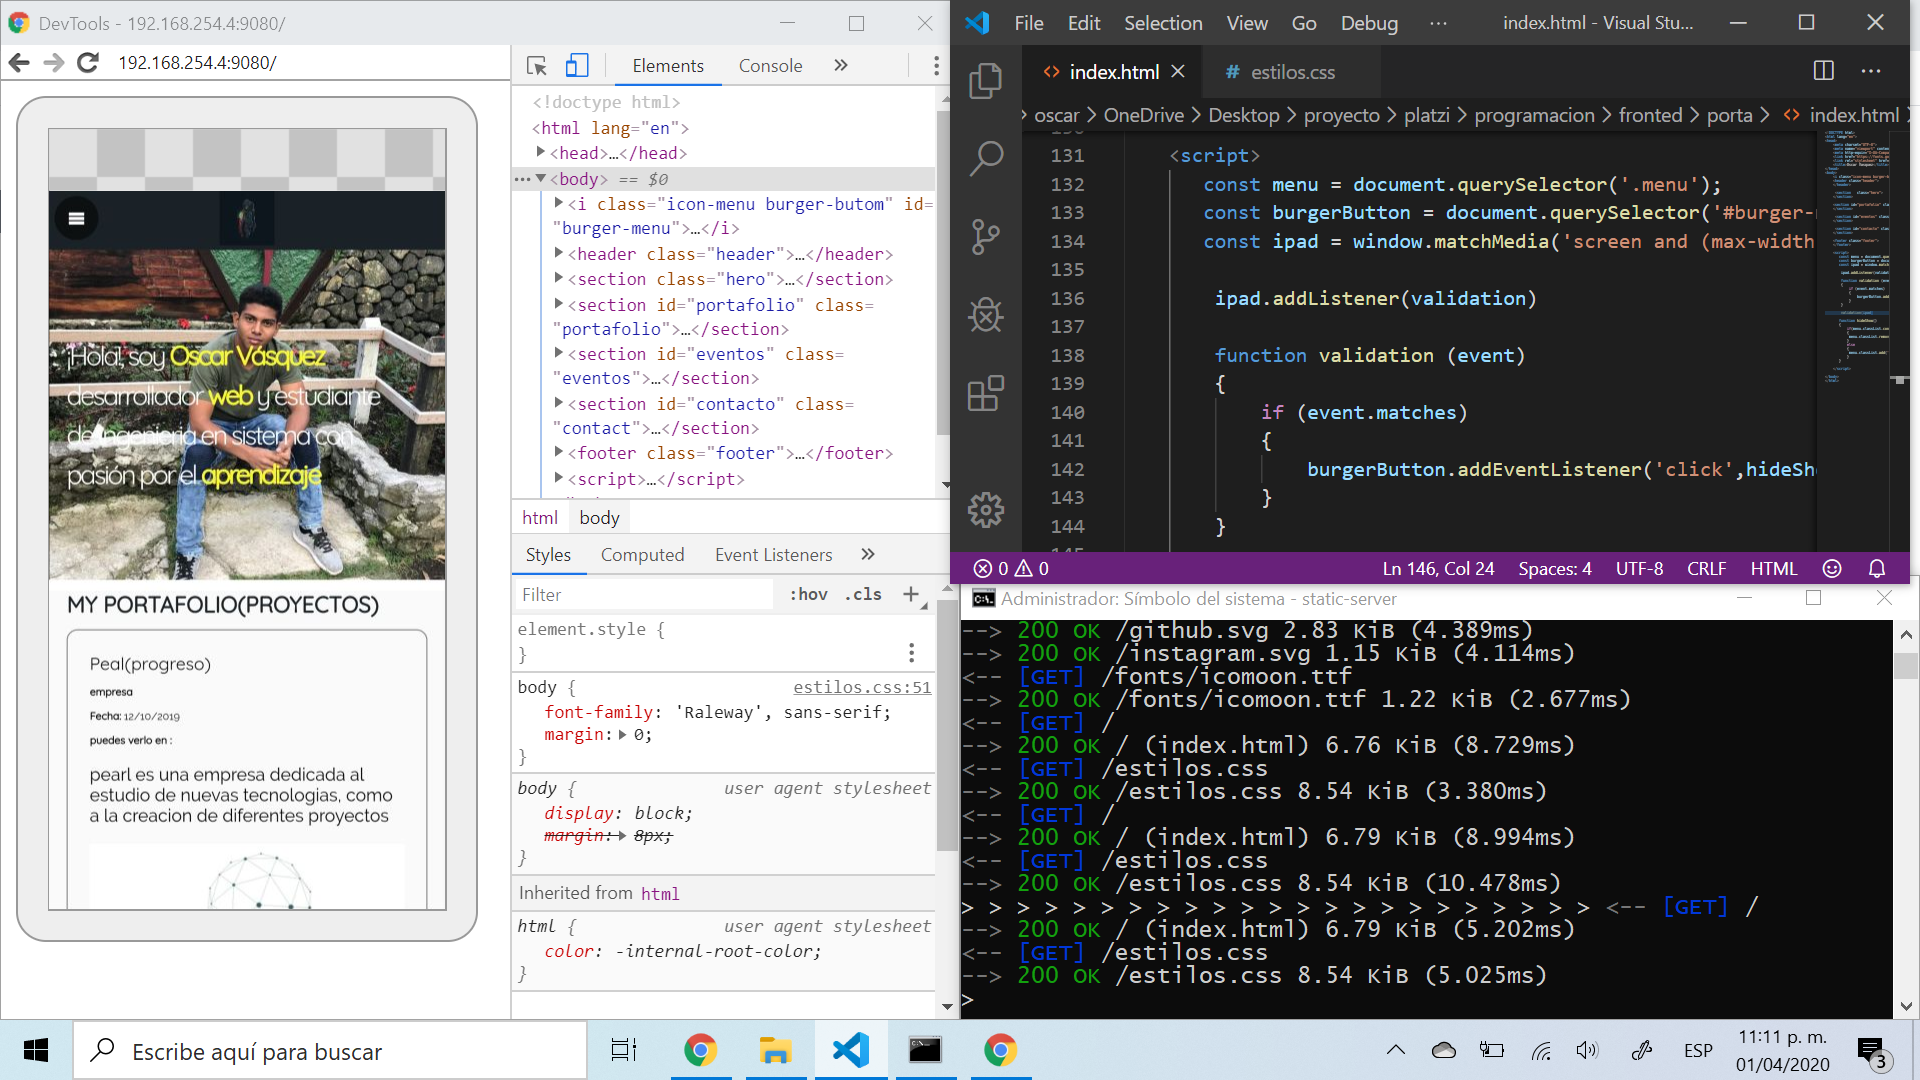 DevTools - 192.168.254.4:9080/
192.168.254.4:9080/
¡Hola!, soy Oscar Vásquez
desarrollador web y estudiante
de ingenieria en sistema con
pasión por el aprendizaje
MY PORTAFOLIO(PROYECTOS)
Peal(progreso)
empresa
Fecha: 12/10/2019
puedes verlo en :
pearl es una empresa dedicada al
estudio de nuevas tecnologias, como
a la creacion de diferentes proyectos
Elements Console »
<!doctype html>
<html lang="en">
<head>…</head>
<body> == $0
<i class="icon-menu burger-butom" id=
"burger-menu">…</i>
<header class="header">…</header>
<section class="hero">…</section>
<section id="portafolio" class=
"portafolio">…</section>
<section id="eventos" class=
"eventos">…</section>
<section id="contacto" class=
"contact">…</section>
<footer class="footer">…</footer>
<script>…</script>
html body
Styles Computed Event Listeners »
Filter :hov .cls +
element.style {
}
body { estilos.css:51
font-family: 'Raleway', sans-serif;
margin: 0;
}
body { user agent stylesheet
display: block;
margin: 8px;
}
Inherited from html
html { user agent stylesheet
color: -internal-root-color;
}
File Edit Selection View Go Debug ··· index.html - Visual Stu...
index.html # estilos.css
oscar > OneDrive > Desktop > proyecto > platzi > programacion > fronted > porta > index.html
131 <script>
132 const menu = document.querySelector('.menu');
133 const burgerButton = document.querySelector('#burger-
134 const ipad = window.matchMedia('screen and (max-width
135
136 ipad.addListener(validation)
137
138 function validation (event)
139 {
140 if (event.matches)
141 {
142 burgerButton.addEventListener('click',hideSh
143 }
144 }
0 0 Ln 146, Col 24 Spaces: 4 UTF-8 CRLF HTML
Administrador: Símbolo del sistema - static-server
--> 200 OK /github.svg 2.83 KiB (4.389ms)
--> 200 OK /instagram.svg 1.15 KiB (4.114ms)
<-- [GET] /fonts/icomoon.ttf
--> 200 OK /fonts/icomoon.ttf 1.22 KiB (2.677ms)
<-- [GET] /
--> 200 OK / (index.html) 6.76 KiB (8.729ms)
<-- [GET] /estilos.css
--> 200 OK /estilos.css 8.54 KiB (3.380ms)
<-- [GET] /
--> 200 OK / (index.html) 6.79 KiB (8.994ms)
<-- [GET] /estilos.css
--> 200 OK /estilos.css 8.54 KiB (10.478ms)
> > > > > > > > > > > > > > > > > > > > > > > <-- [GET] /
--> 200 OK / (index.html) 6.79 KiB (5.202ms)
<-- [GET] /estilos.css
--> 200 OK /estilos.css 8.54 KiB (5.025ms)
>
Escribe aquí para buscar
ESP
11:11 p. m.
01/04/2020
3